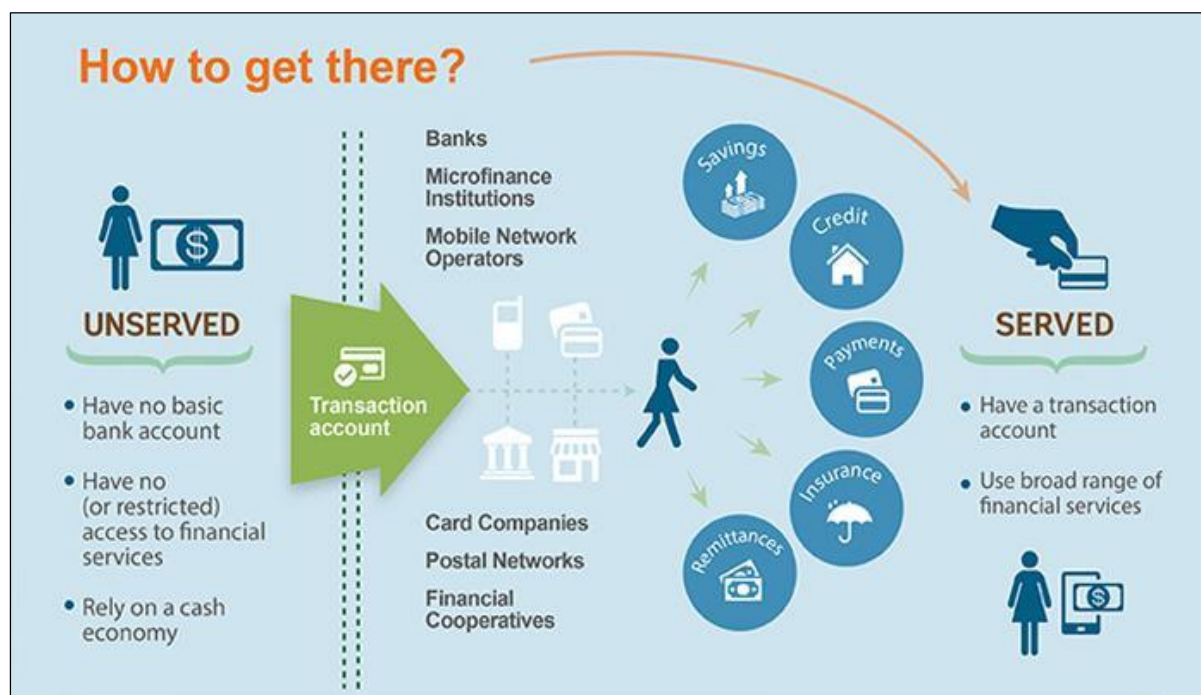 How to get there?
UNSERVED
• Have no basic
bank account
• Have no
(or restricted)
access to financial
services
• Rely on a cash
economy
Transaction
account
Banks
Microfinance
Institutions
Mobile Network
Operators
Card Companies
Postal Networks
Financial
Cooperatives
Savings
Credit
Payments
Insurance
Remittances
SERVED
• Have a transaction
account
• Use broad range of
financial services